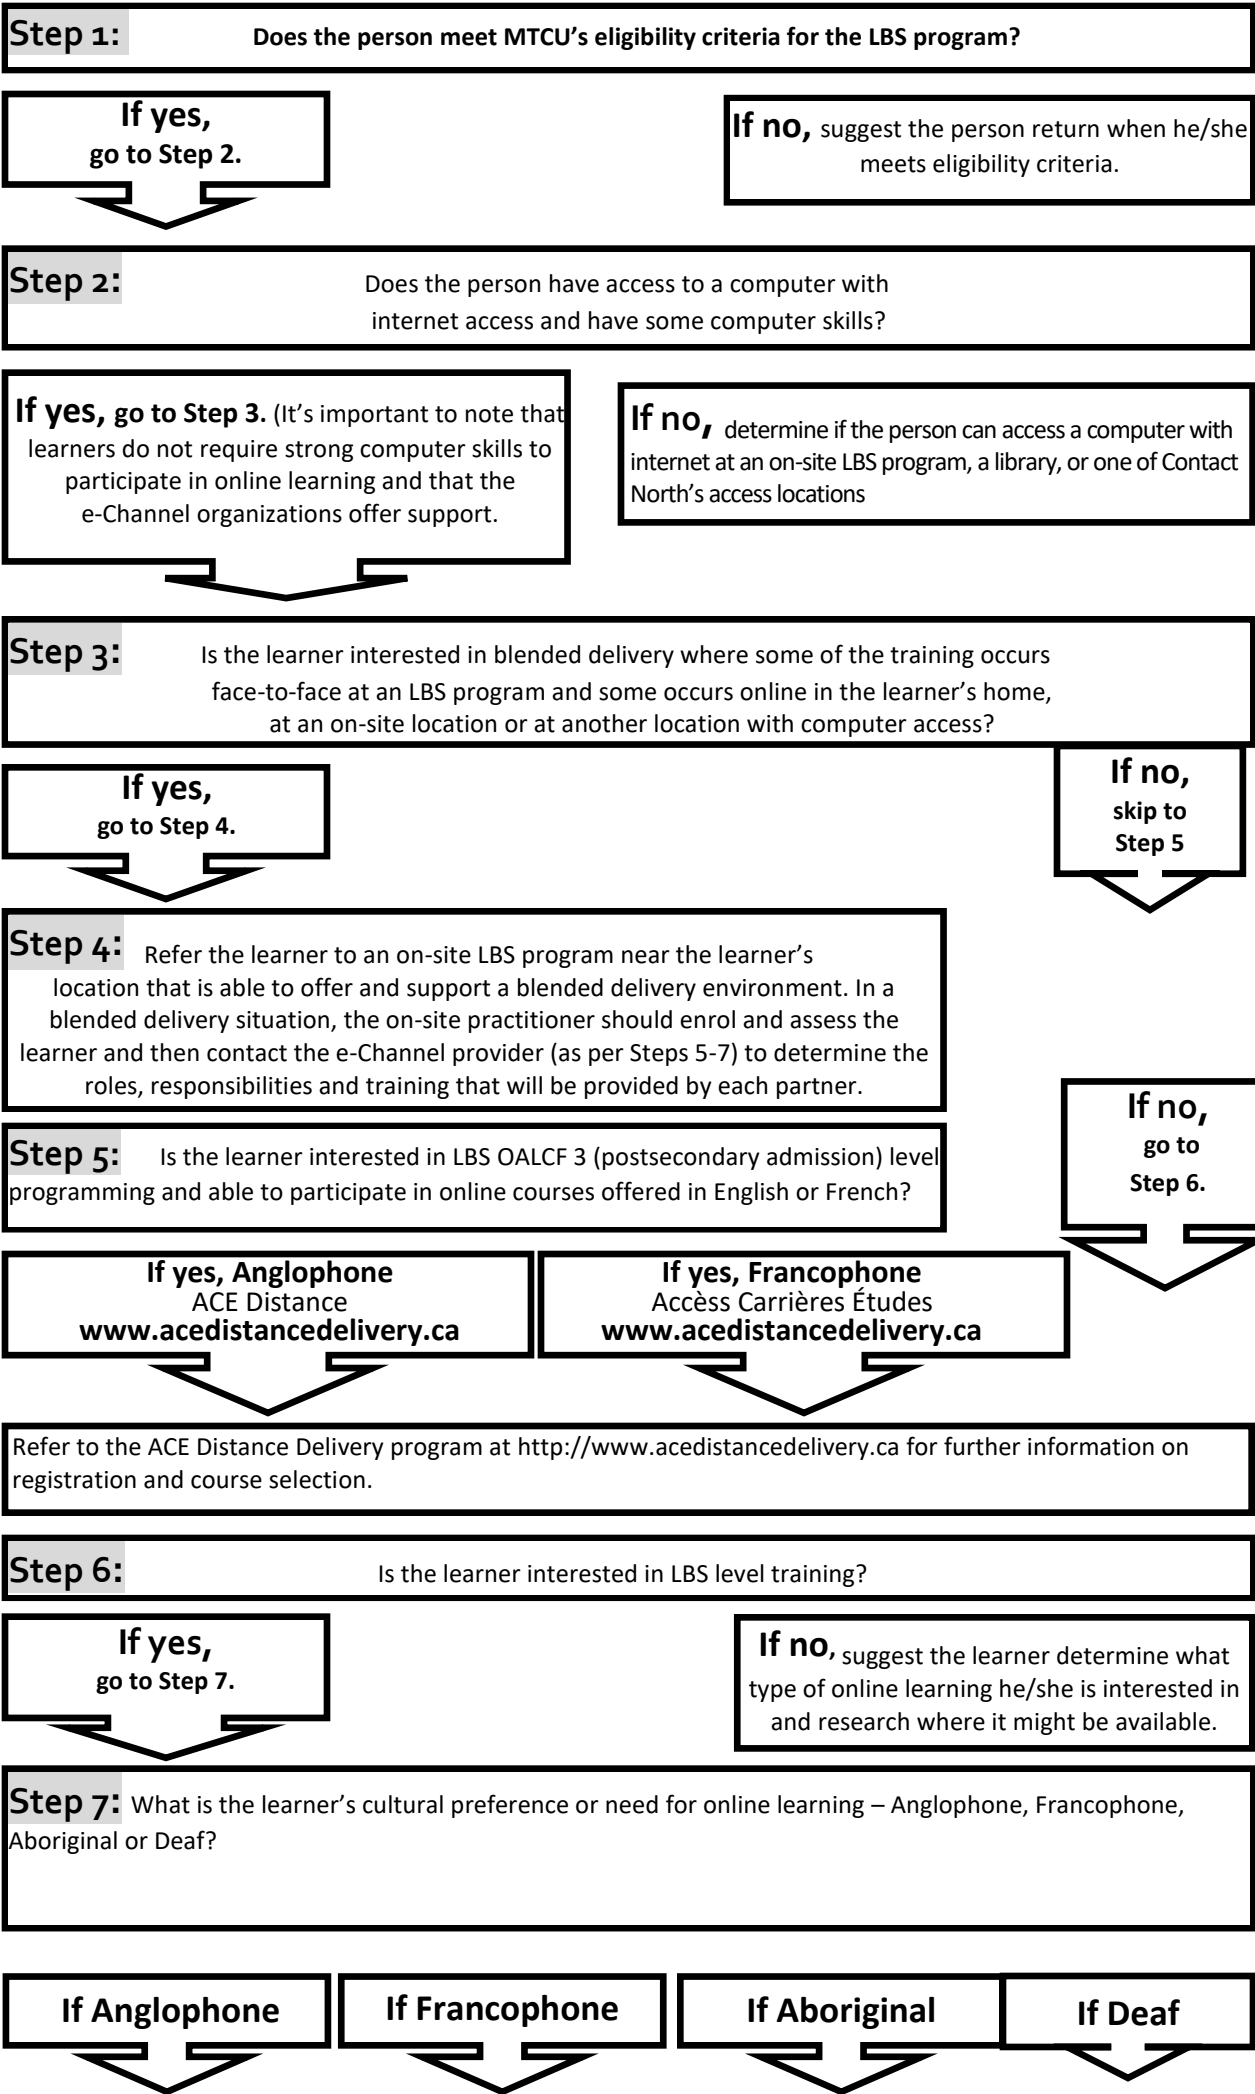 Step 1: Does the person meet MTCU's eligibility criteria for the LBS program?
If yes,
go to Step 2.
If no, suggest the person return when he/she
meets eligibility criteria.
Step 2: Does the person have access to a computer with
internet access and have some computer skills?
If yes, go to Step 3. (It's important to note that
learners do not require strong computer skills to
participate in online learning and that the
e-Channel organizations offer support.
If no, determine if the person can access a computer with
internet at an on-site LBS program, a library, or one of Contact
North's access locations
Step 3: Is the learner interested in blended delivery where some of the training occurs
face-to-face at an LBS program and some occurs online in the learner's home,
at an on-site location or at another location with computer access?
If yes,
go to Step 4.
If no,
skip to
Step 5
Step 4: Refer the learner to an on-site LBS program near the learner's
location that is able to offer and support a blended delivery environment. In a
blended delivery situation, the on-site practitioner should enrol and assess the
learner and then contact the e-Channel provider (as per Steps 5-7) to determine the
roles, responsibilities and training that will be provided by each partner.
Step 5: Is the learner interested in LBS OALCF 3 (postsecondary admission) level
programming and able to participate in online courses offered in English or French?
If no,
go to
Step 6.
If yes, Anglophone
ACE Distance
www.acedistancedelivery.ca
If yes, Francophone
Accèss Carrières Études
www.acedistancedelivery.ca
Refer to the ACE Distance Delivery program at http://www.acedistancedelivery.ca for further information on
registration and course selection.
Step 6: Is the learner interested in LBS level training?
If yes,
go to Step 7.
If no, suggest the learner determine what
type of online learning he/she is interested in
and research where it might be available.
Step 7: What is the learner's cultural preference or need for online learning – Anglophone, Francophone,
Aboriginal or Deaf?
If Anglophone
If Francophone
If Aboriginal
If Deaf